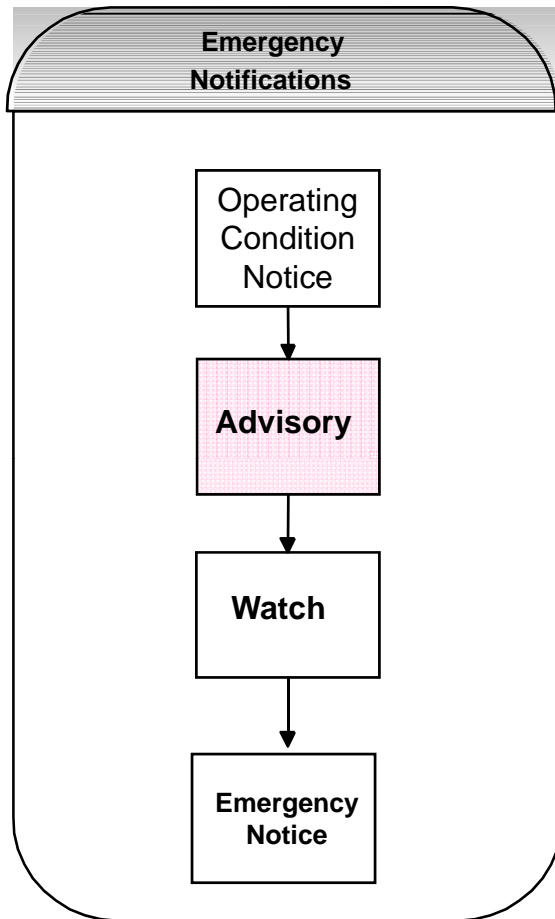 Emergency
Notifications
Operating
Condition
Notice
Advisory
Watch
Emergency
Notice